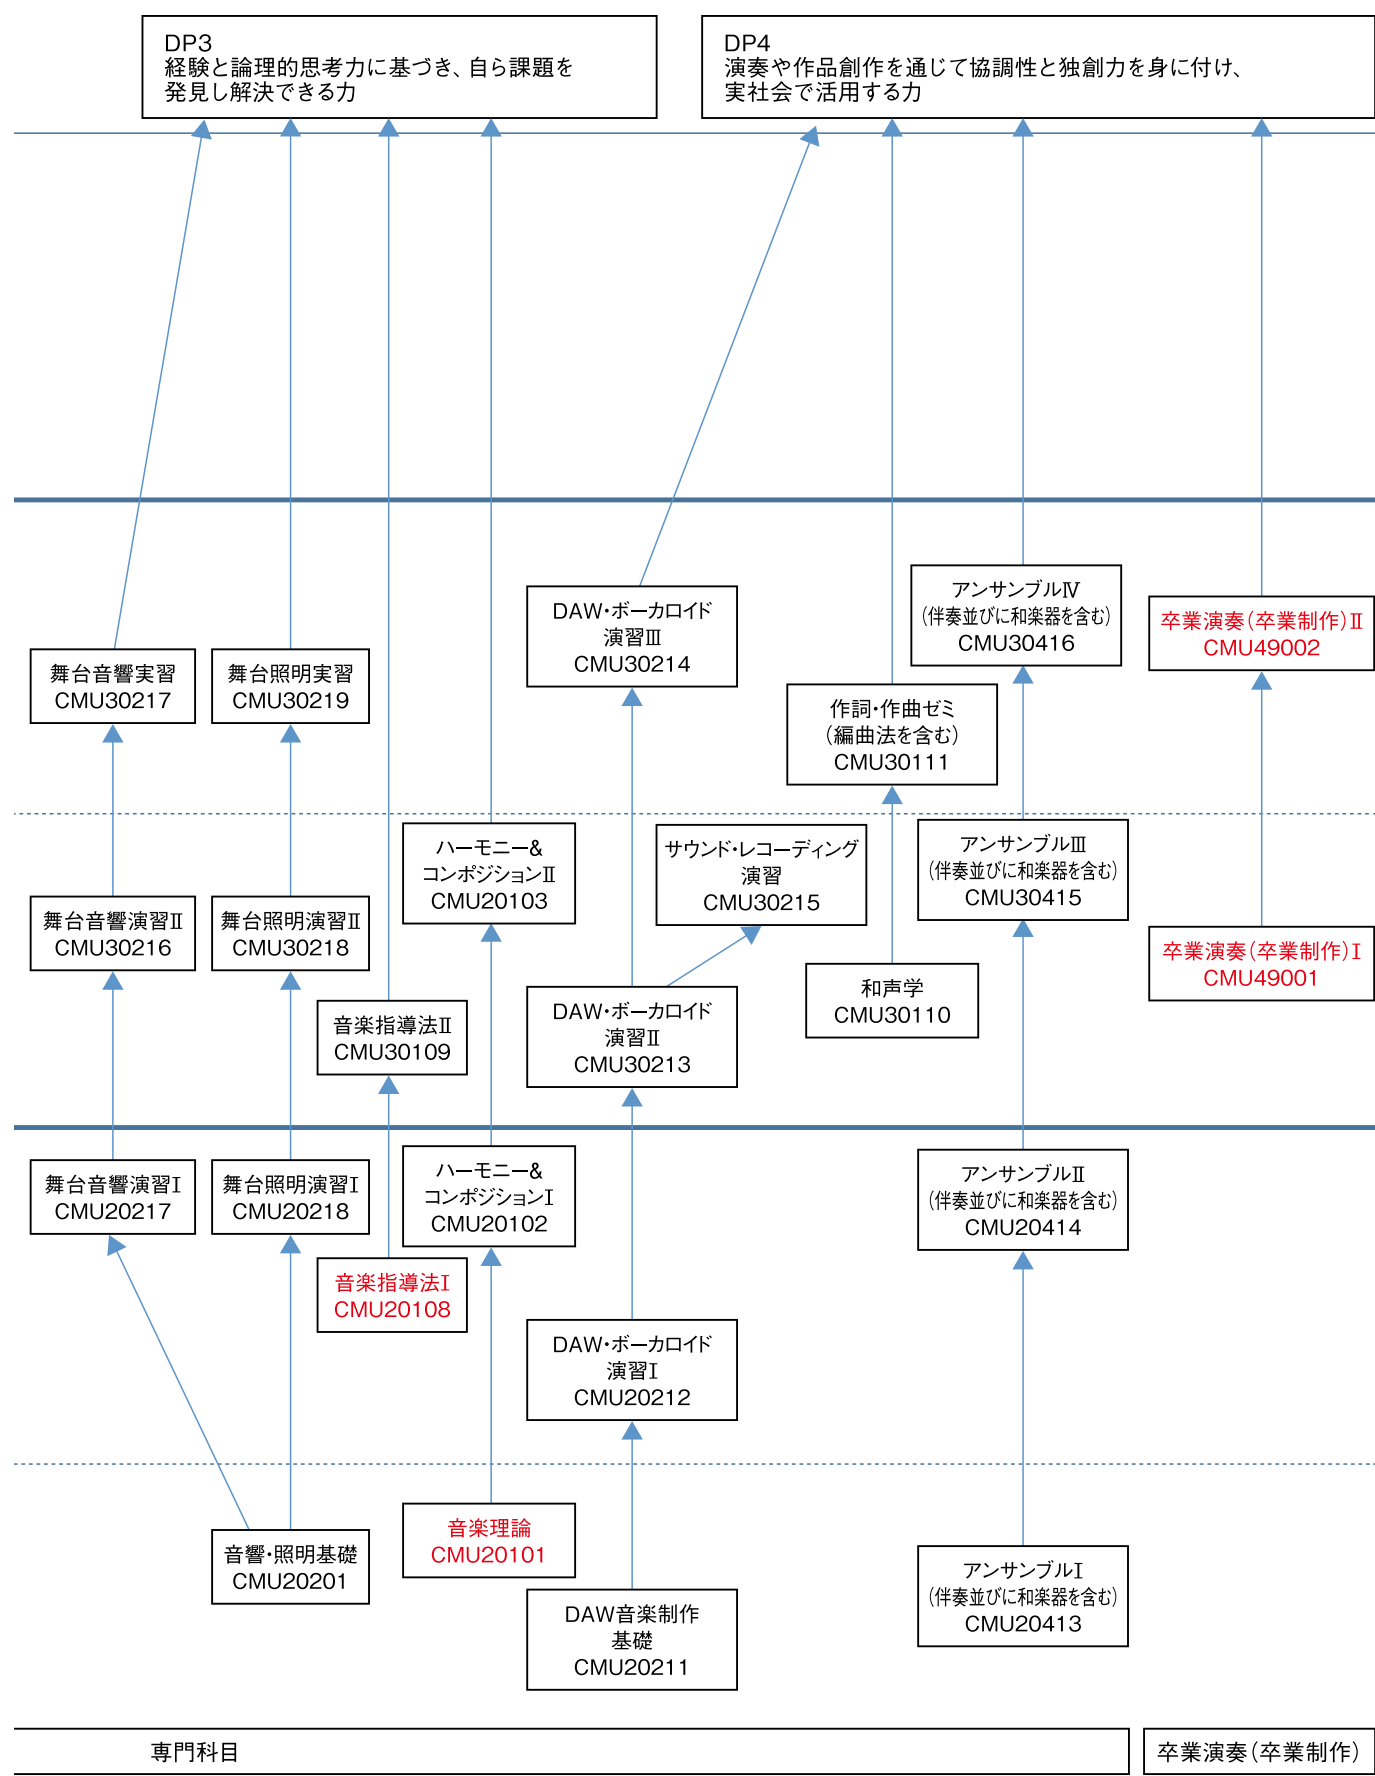 DP3
経験と論理的思考力に基づき、自ら課題を
発見し解決できる力
DP4
演奏や作品創作を通じて協調性と独創力を身に付け、
実社会で活用する力
アンサンブルⅣ
(伴奏並びに和楽器を含む)
CMU30416
DAW・ボーカロイド
演習Ⅲ
CMU30214
卒業演奏(卒業制作)Ⅱ
CMU49002
舞台音響実習
CMU30217
舞台照明実習
CMU30219
作詞・作曲ゼミ
(編曲法を含む)
CMU30111
ハーモニー&
コンポジションⅡ
CMU20103
サウンド・レコーディング
演習
CMU30215
アンサンブルⅢ
(伴奏並びに和楽器を含む)
CMU30415
舞台音響演習Ⅱ
CMU30216
舞台照明演習Ⅱ
CMU30218
卒業演奏(卒業制作)Ⅰ
CMU49001
和声学
CMU30110
音楽指導法Ⅱ
CMU30109
DAW・ボーカロイド
演習Ⅱ
CMU30213
舞台音響演習Ⅰ
CMU20217
舞台照明演習Ⅰ
CMU20218
ハーモニー&
コンポジションⅠ
CMU20102
アンサンブルⅡ
(伴奏並びに和楽器を含む)
CMU20414
音楽指導法Ⅰ
CMU20108
DAW・ボーカロイド
演習Ⅰ
CMU20212
音響・照明基礎
CMU20201
音楽理論
CMU20101
アンサンブルⅠ
(伴奏並びに和楽器を含む)
CMU20413
DAW音楽制作
基礎
CMU20211
専門科目
卒業演奏(卒業制作)